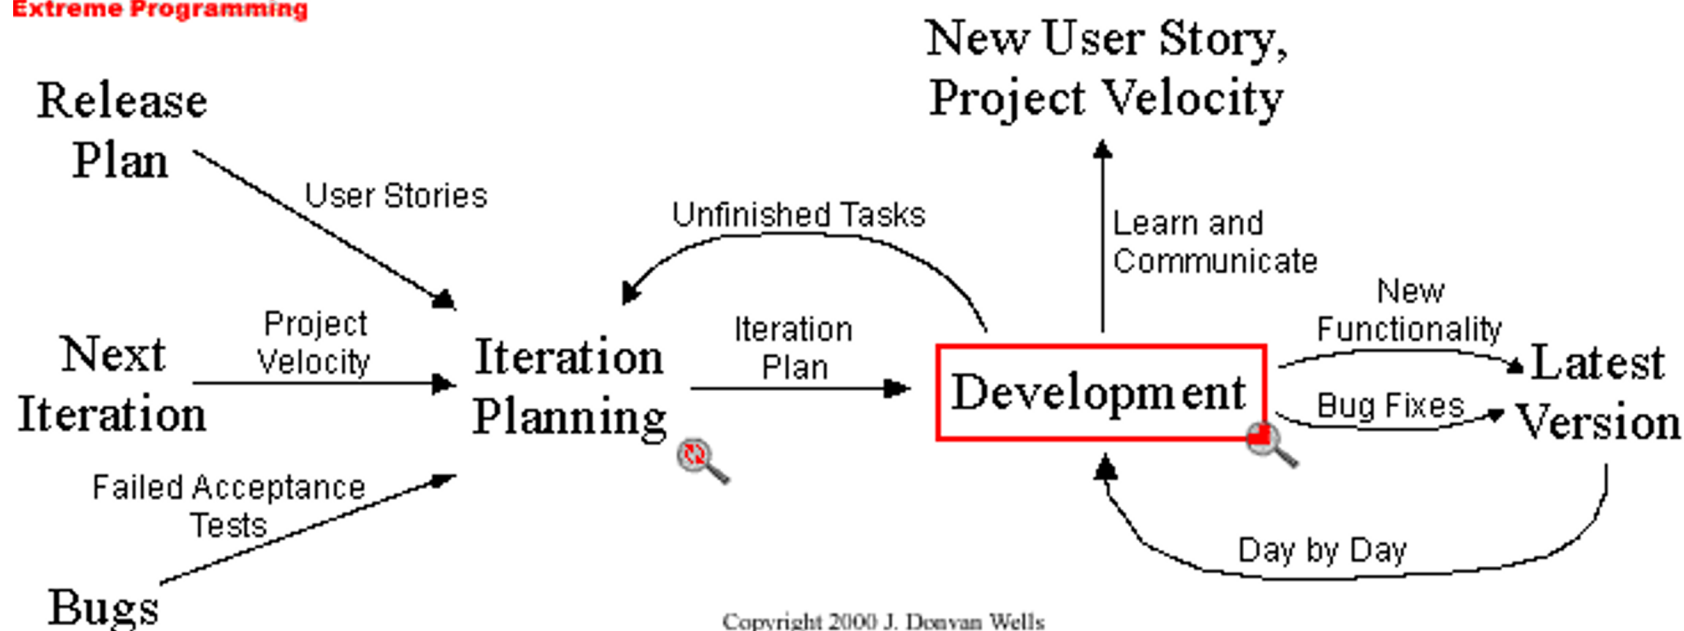 Extreme Programming
New User Story,
Project Velocity
Release
Plan
User Stories
Unfinished Tasks
Learn and
Communicate
New
Functionality
Project
Velocity
Next
Iteration
Iteration
Planning
Iteration
Plan
Development
Bug Fixes
Latest
Version
Failed Acceptance
Tests
Day by Day
Bugs
Copyright 2000 J. Donvan Wells